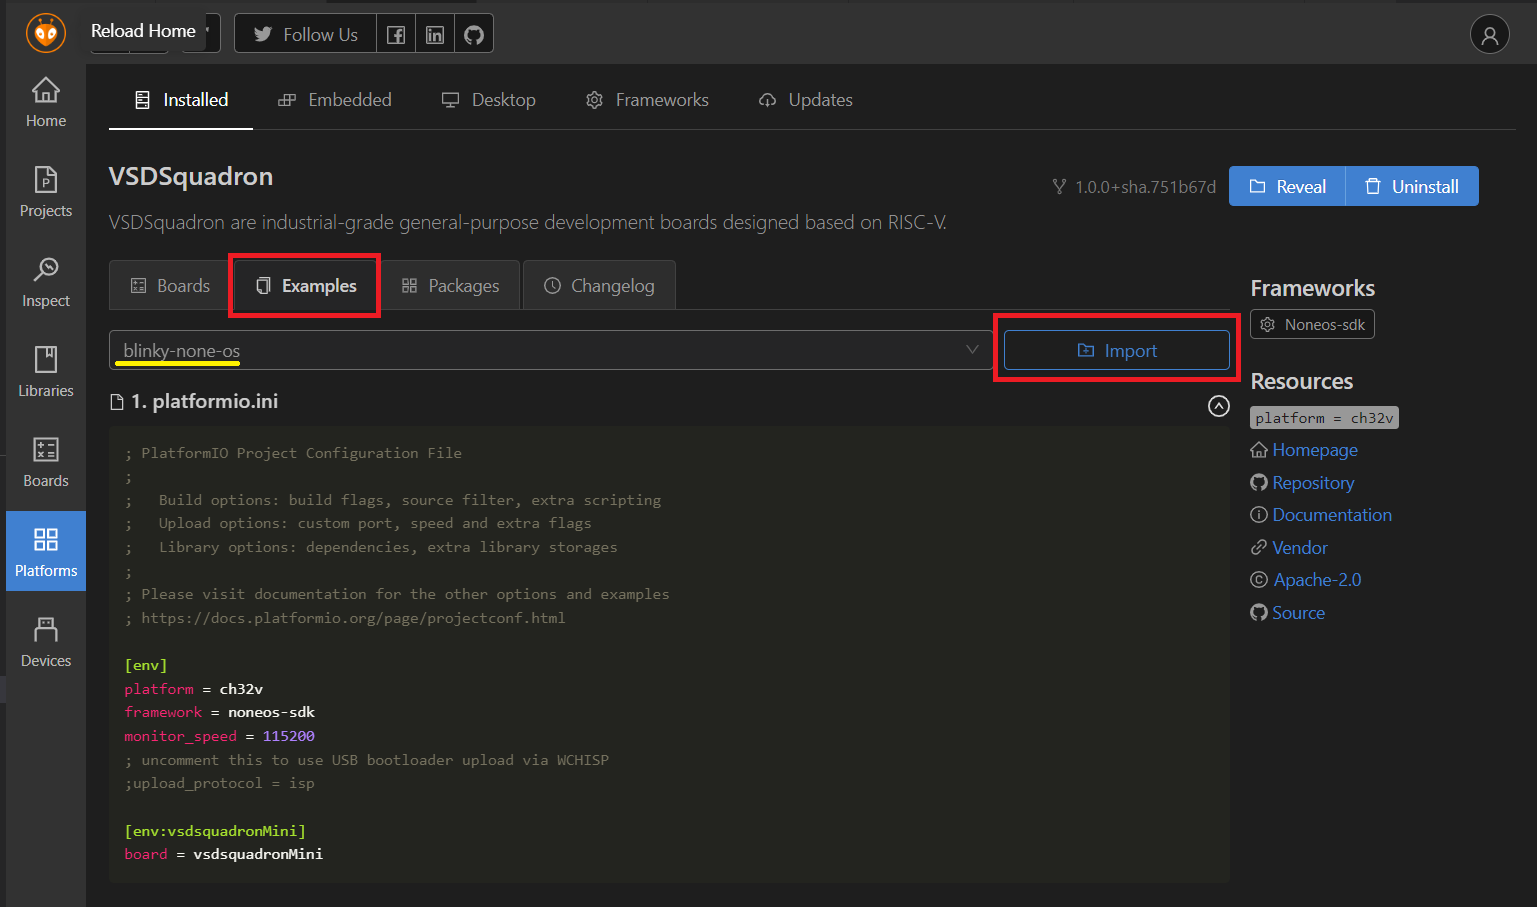 Reload Home
Follow Us
Home
Projects
Inspect
Libraries
Boards
Platforms
Devices
Installed
Embedded
Desktop
Frameworks
Updates
VSDSquadron
1.0.0+sha.751b67d
Reveal
Uninstall
VSDSquadron are industrial-grade general-purpose development boards designed based on RISC-V.
Boards
Examples
Packages
Changelog
blinky-none-os
Import
1. platformio.ini
; PlatformIO Project Configuration File
;
;   Build options: build flags, source filter, extra scripting
;   Upload options: custom port, speed and extra flags
;   Library options: dependencies, extra library storages
;
; Please visit documentation for the other options and examples
; https://docs.platformio.org/page/projectconf.html
[env]
platform = ch32v
framework = noneos-sdk
monitor_speed = 115200
; uncomment this to use USB bootloader upload via WCHISP
;upload_protocol = isp
[env:vsdsquadronMini]
board = vsdsquadronMini
Frameworks
Noneos-sdk
Resources
platform = ch32v
Homepage
Repository
Documentation
Vendor
Apache-2.0
Source